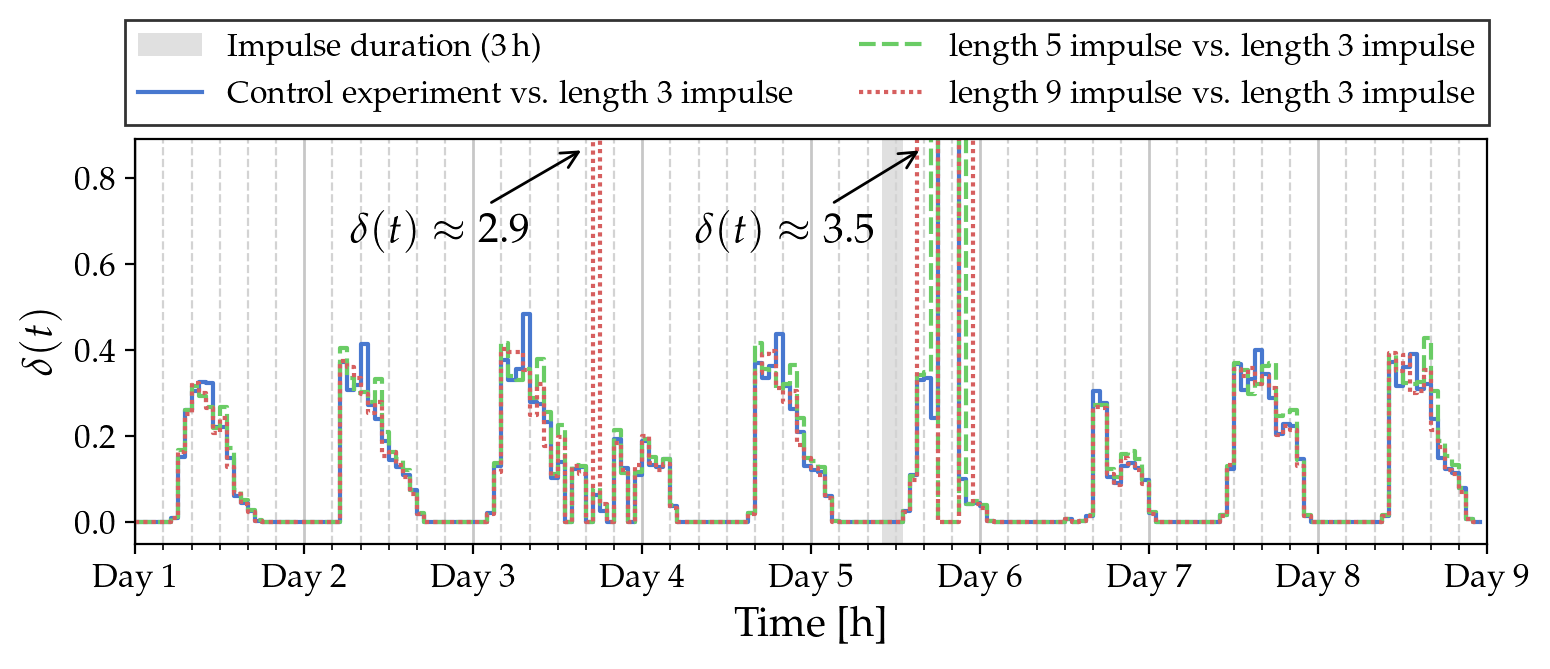 Impulse duration (3 h)
Control experiment vs. length 3 impulse
length 5 impulse vs. length 3 impulse
length 9 impulse vs. length 3 impulse
δ(t) ≈ 2.9
δ(t) ≈ 3.5
0.8
0.6
0.4
0.2
0.0
δ(t)
Day 1 Day 2 Day 3 Day 4 Day 5 Day 6 Day 7 Day 8 Day 9
Time [h]